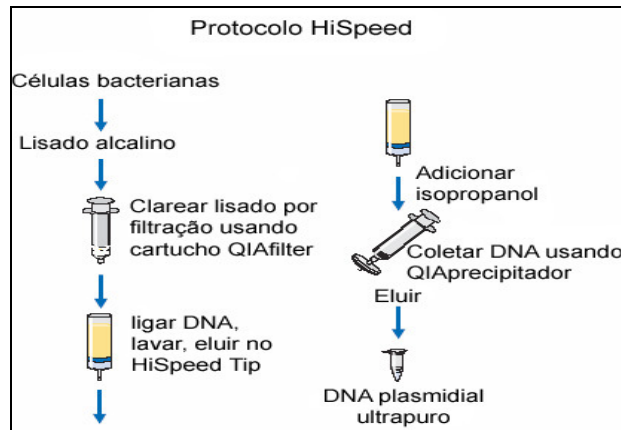 Protocolo HiSpeed
Células bacterianas
Lisado alcalino
Clarear lisado por
filtração usando
cartucho QIAfilter
ligar DNA,
lavar, eluir no
HiSpeed Tip
Adicionar
isopropanol
Coletar DNA usando
QIAprecipitador
Eluir
DNA plasmidial
ultrapuro